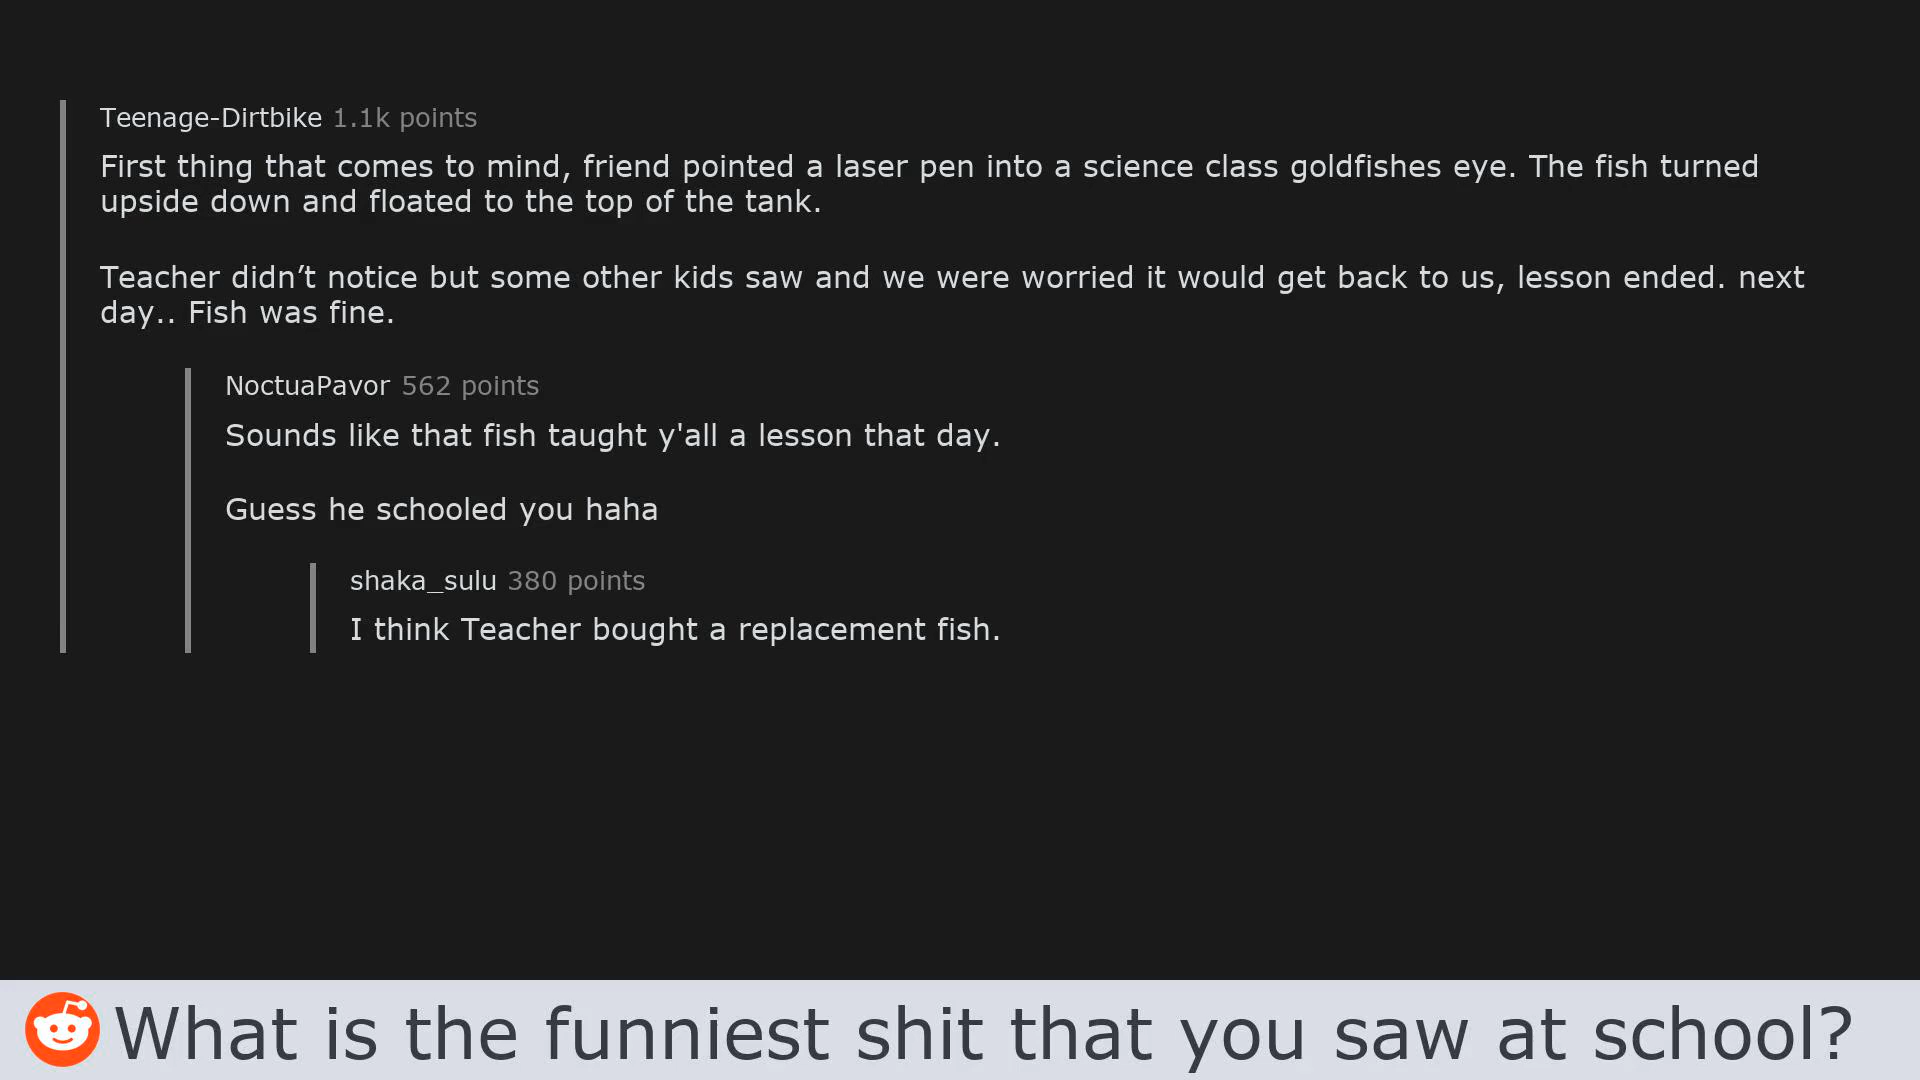 Teenage-Dirtbike 1.1k points
First thing that comes to mind, friend pointed a laser pen into a science class goldfishes eye. The fish turned
upside down and floated to the top of the tank.
Teacher didn’t notice but some other kids saw and we were worried it would get back to us, lesson ended. next
day.. Fish was fine.
NoctuaPavor 562 points
Sounds like that fish taught y'all a lesson that day.
Guess he schooled you haha
shaka_sulu 380 points
I think Teacher bought a replacement fish.
What is the funniest shit that you saw at school?